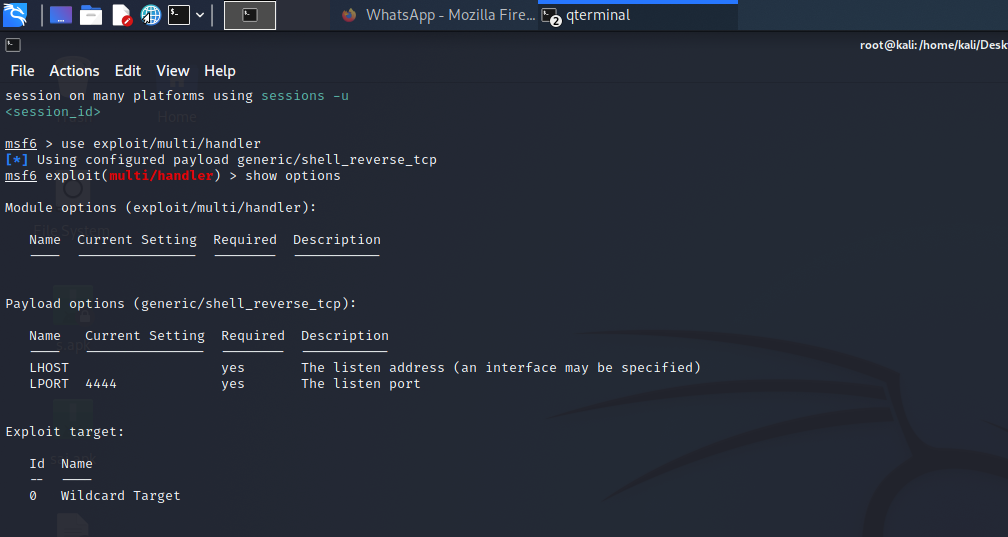 WhatsApp - Mozilla Fire...
qterminal
root@kali:/home/kali/Desk
File Actions Edit View Help
session on many platforms using sessions -u
<session_id>
Home
msf6 > use exploit/multi/handler
[*] Using configured payload generic/shell_reverse_tcp
msf6 exploit(multi/handler) > show options
Module options (exploit/multi/handler):
File System
Name Current Setting Required Description
---- --------------- -------- -----------
Payload options (generic/shell_reverse_tcp):
Name Current Setting Required Description
---- --------------- -------- -----------
LHOST yes The listen address (an interface may be specified)
LPORT 4444 yes The listen port
Exploit target:
Id Name
-- ----
0 Wildcard Target